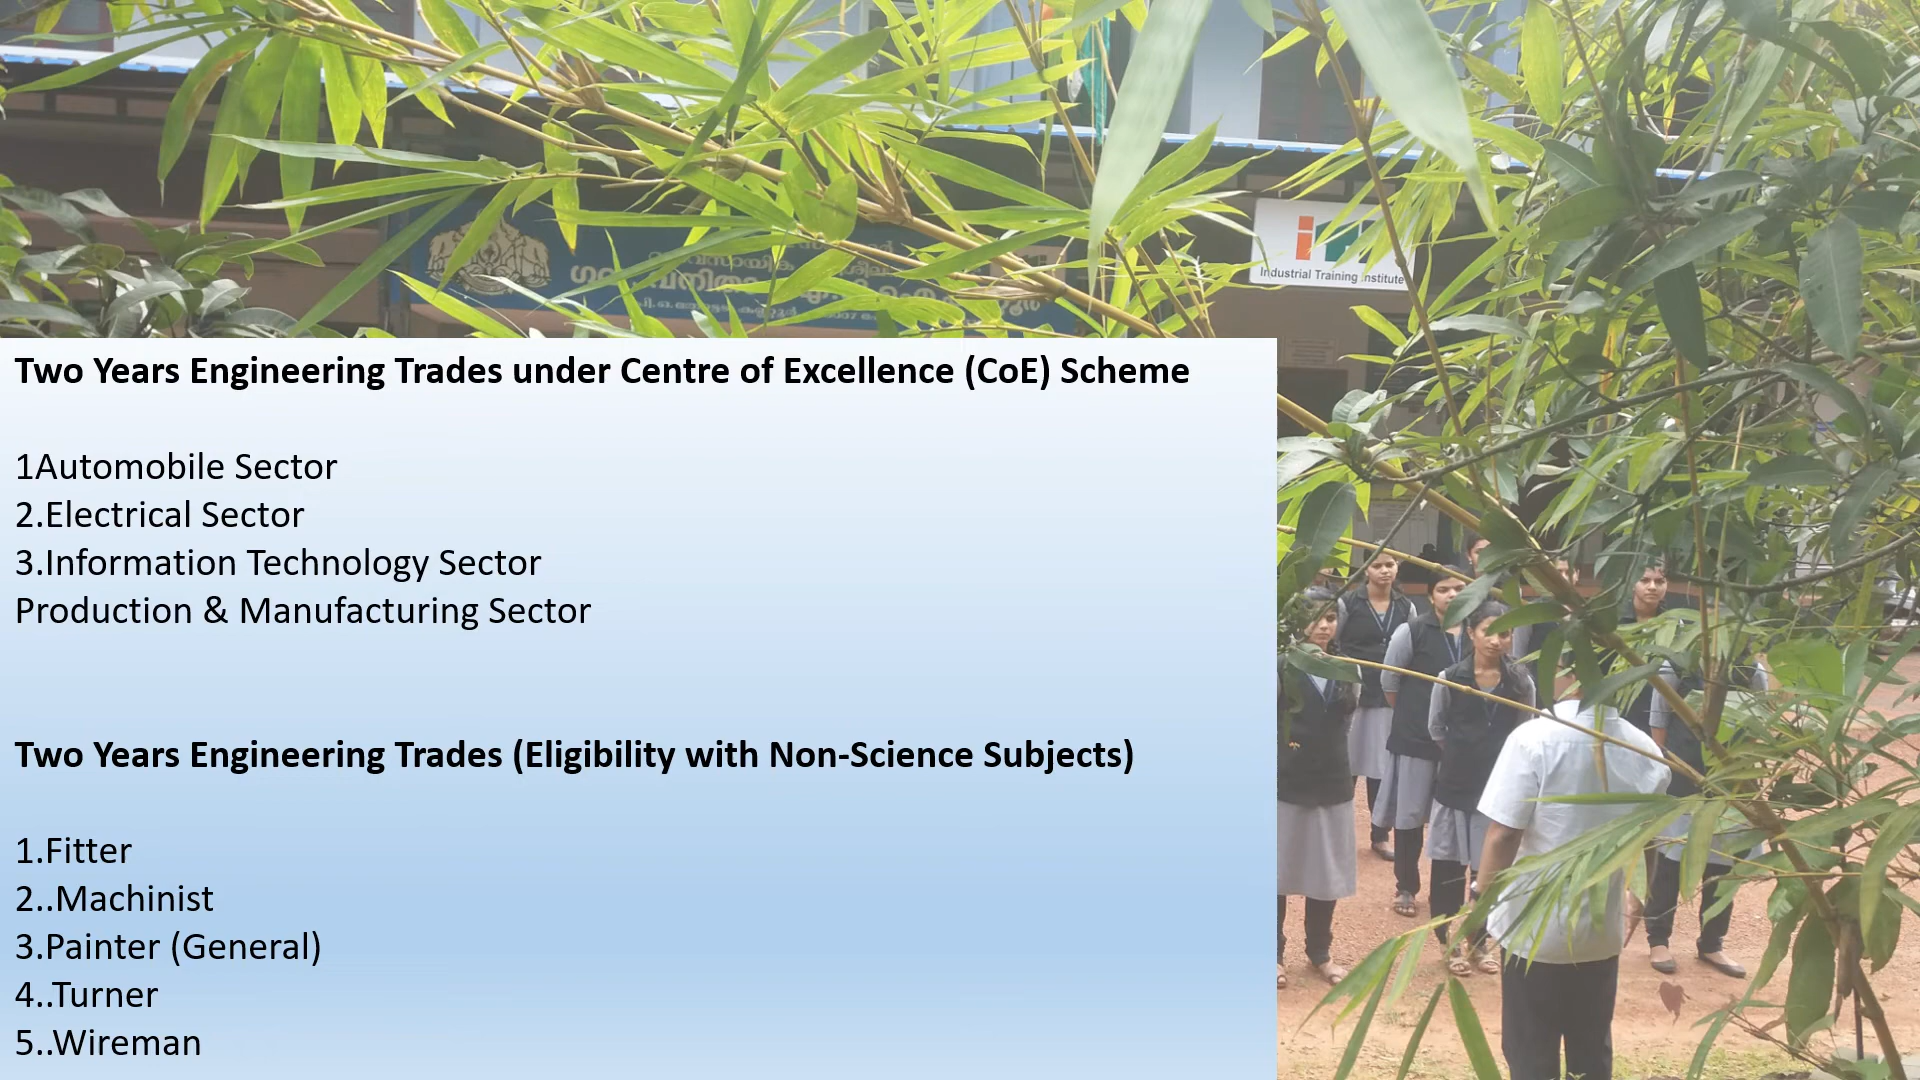 iti
Industrial Training Institute
Two Years Engineering Trades under Centre of Excellence (CoE) Scheme
1Automobile Sector
2.Electrical Sector
3.Information Technology Sector
Production & Manufacturing Sector
Two Years Engineering Trades (Eligibility with Non-Science Subjects)
1.Fitter
2..Machinist
3.Painter (General)
4..Turner
5..Wireman